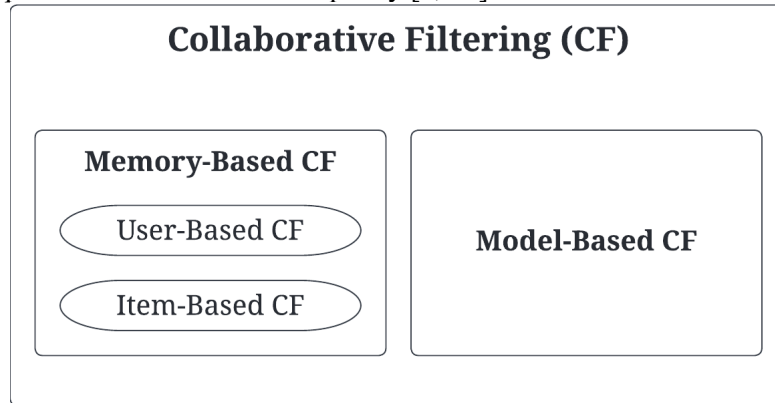 Collaborative Filtering (CF)
Memory-Based CF
User-Based CF
Item-Based CF
Model-Based CF